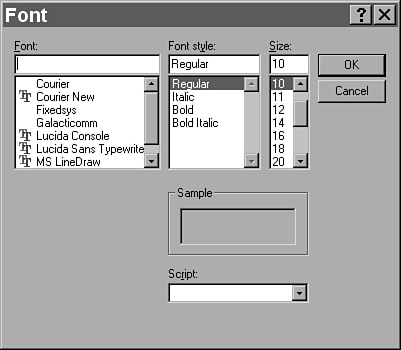 Font
Font: Font style: Size:
Regular 10 OK
Courier Regular 10 Cancel
Courier New Italic 11
Fixedsys Bold 12
Galacticomm Bold Italic 14
Lucida Console 16
Lucida Sans Typewrite 18
MS LineDraw 20
Sample
Script: